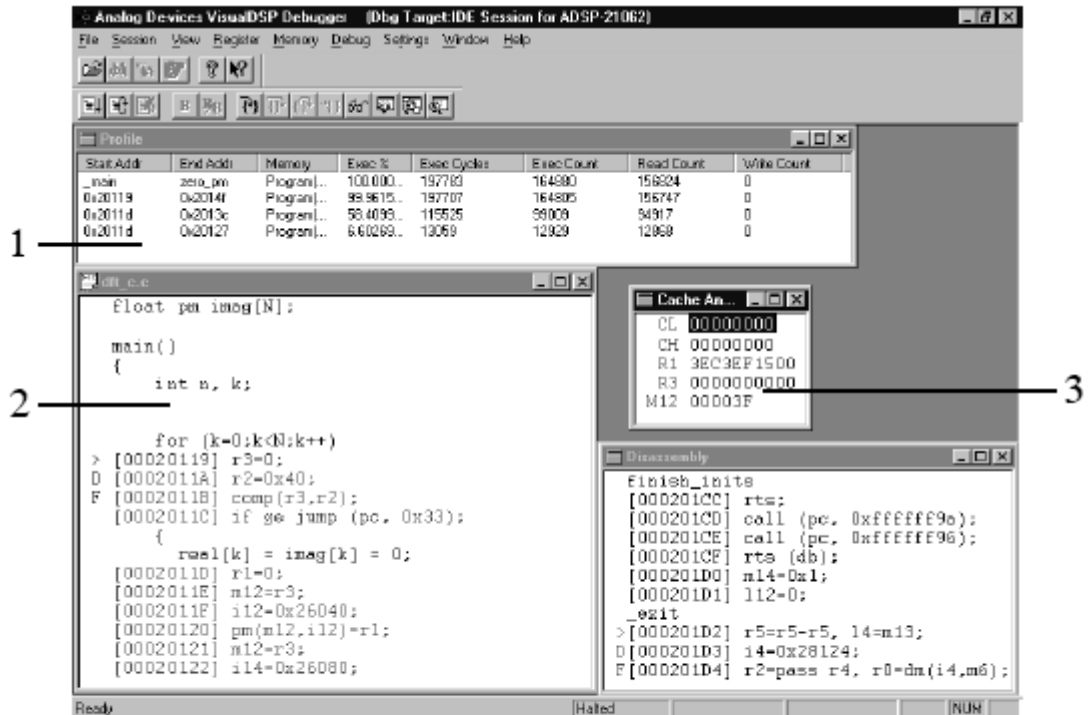 Analog Devices VisualDSP Debugger (Dbg Target:IDE Session for ADSP-21062)
File Session View Register Memory Debug Settings Window Help
Profile
Start Addr End Addr Memory Exec % Exec Cycles Exec Count Read Count Write Count
_main zero_pm Program(... 100.000... 197783 164880 156824 0
0x20119 0x2014f Program(... 99.9615... 197707 164805 156747 0
0x2011d 0x2013c Program(... 58.4099... 115525 99009 94917 0
0x2011d 0x20127 Program(... 6.60269... 13059 12929 12868 0
1
dft_c.c
float pm imag[N];
main()
{
int n, k;
2
for (k=0;k<N;k++)
> [00020119] r3=0;
D [0002011A] r2=0x40;
F [0002011B] comp(r3,r2);
[0002011C] if ge jump (pc, 0x33);
{
real[k] = imag[k] = 0;
[0002011D] r1=0;
[0002011E] m12=r3;
[0002011F] i12=0x26040;
[00020120] pm(m12,i12)=r1;
[00020121] m12=r3;
[00020122] i14=0x26080;
Cache An...
CL 00000000
CH 00000000
R1 3EC3EF1500
R3 0000000000
M12 00003F
3
Disassembly
finish_inits
[000201CC] rts;
[000201CD] call (pc, 0xffffff9a);
[000201CE] call (pc, 0xffffff96);
[000201CF] rts (db);
[000201D0] m14=0x1;
[000201D1] l12=0;
_exit
>[000201D2] r5=r5-r5, l4=m13;
D[000201D3] i4=0x28124;
F[000201D4] r2=pass r4, r0=dm(i4,m6);
Ready Halted NUM